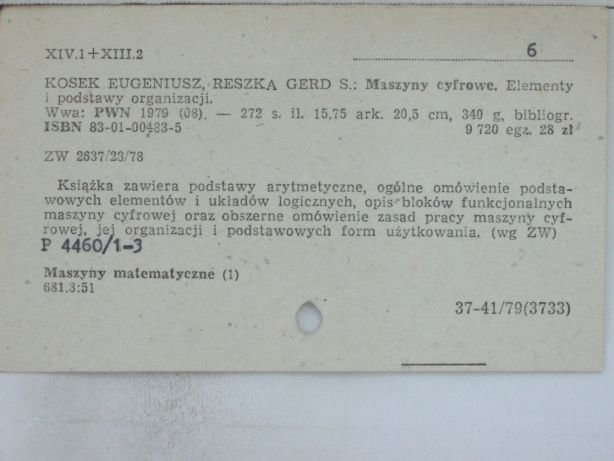 XIV.1+XIII.2 6
KOSEK EUGENIUSZ, RESZKA GERD S.: Maszyny cyfrowe. Elementy
i podstawy organizacji.
Wwa: PWN 1979 (08). — 272 s. il. 15,75 ark. 20,5 cm, 340 g, bibliogr.
ISBN 83-01-00483-5 9 720 egz. 28 zł
ZW 2637/23/78
Książka zawiera podstawy arytmetyczne, ogólne omówienie podsta-
wowych elementów i układów logicznych, opis bloków funkcjonalnych
maszyny cyfrowej oraz obszerne omówienie zasad pracy maszyny cyf-
rowej, jej organizacji i podstawowych form użytkowania. (wg ZW)
P 4460/1-3
Maszyny matematyczne (1)
681.3:51
37-41/79(3733)